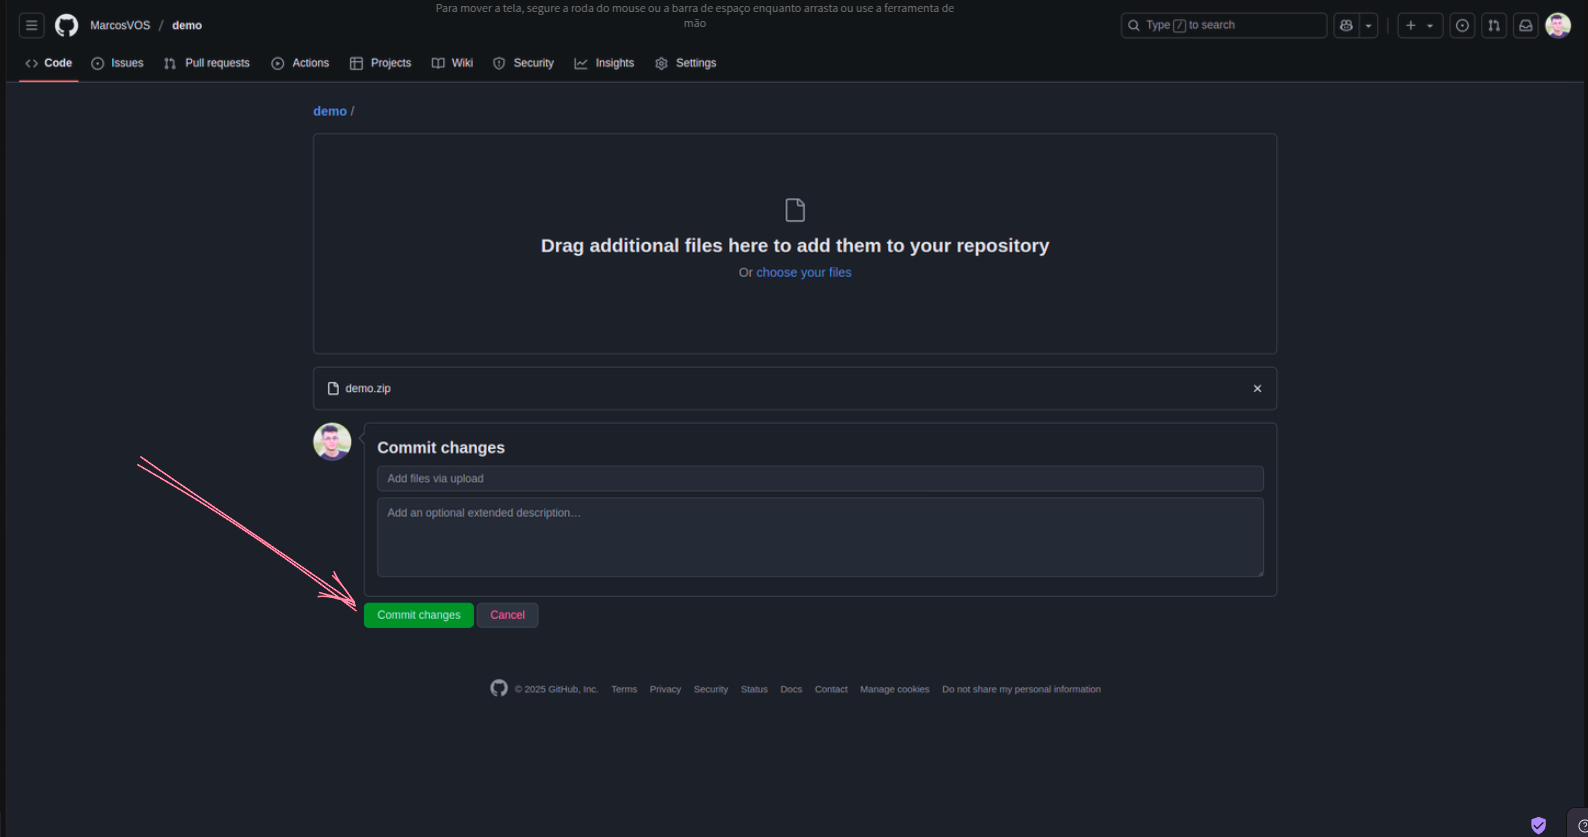 Para mover a tela, segure a roda do mouse ou a barra de espaço enquanto arrasta ou use a ferramenta de
mão
MarcosVOS / demo
Type / to search
Code Issues Pull requests Actions Projects Wiki Security Insights Settings
demo /
Drag additional files here to add them to your repository
Or choose your files
demo.zip
Commit changes
Add files via upload
Add an optional extended description…
Commit changes Cancel
© 2025 GitHub, Inc. Terms Privacy Security Status Docs Contact Manage cookies Do not share my personal information